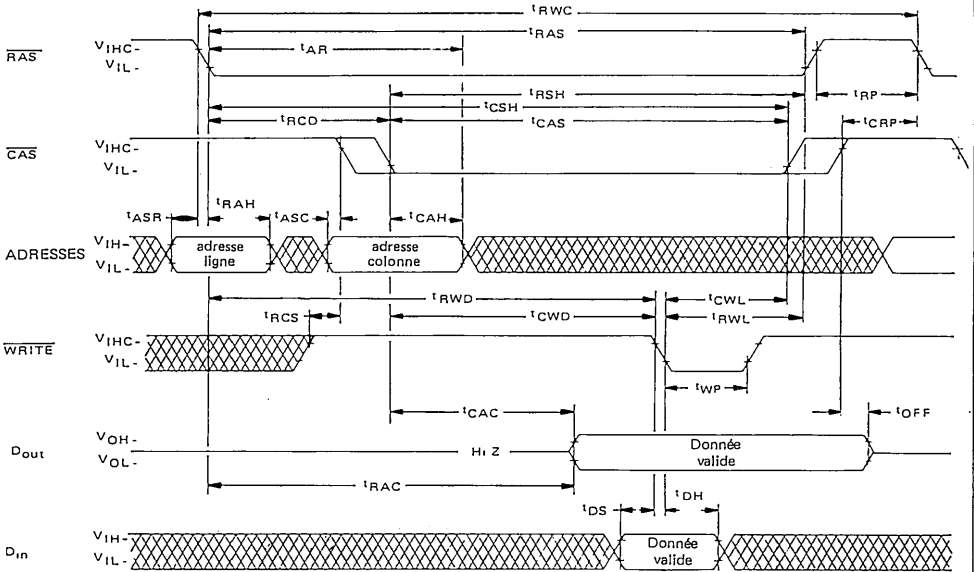 tRWC
tRAS
tAR
RAS
VIHC-
VIL-
tRSH
tRP
tCSH
tRCD
tCAS
tCRP
CAS
VIHC-
VIL-
tRAH
tASR
tASC
tCAH
ADRESSES
VIH-
VIL-
adresse
ligne
adresse
colonne
tRWD
tCWL
tRCS
tCWD
tRWL
WRITE
VIHC-
VIL-
tWP
tCAC
tOFF
Dout
VOH-
VOL-
Hi Z
Donnée
valide
tRAC
tDS
tDH
Din
VIH-
VIL-
Donnée
valide